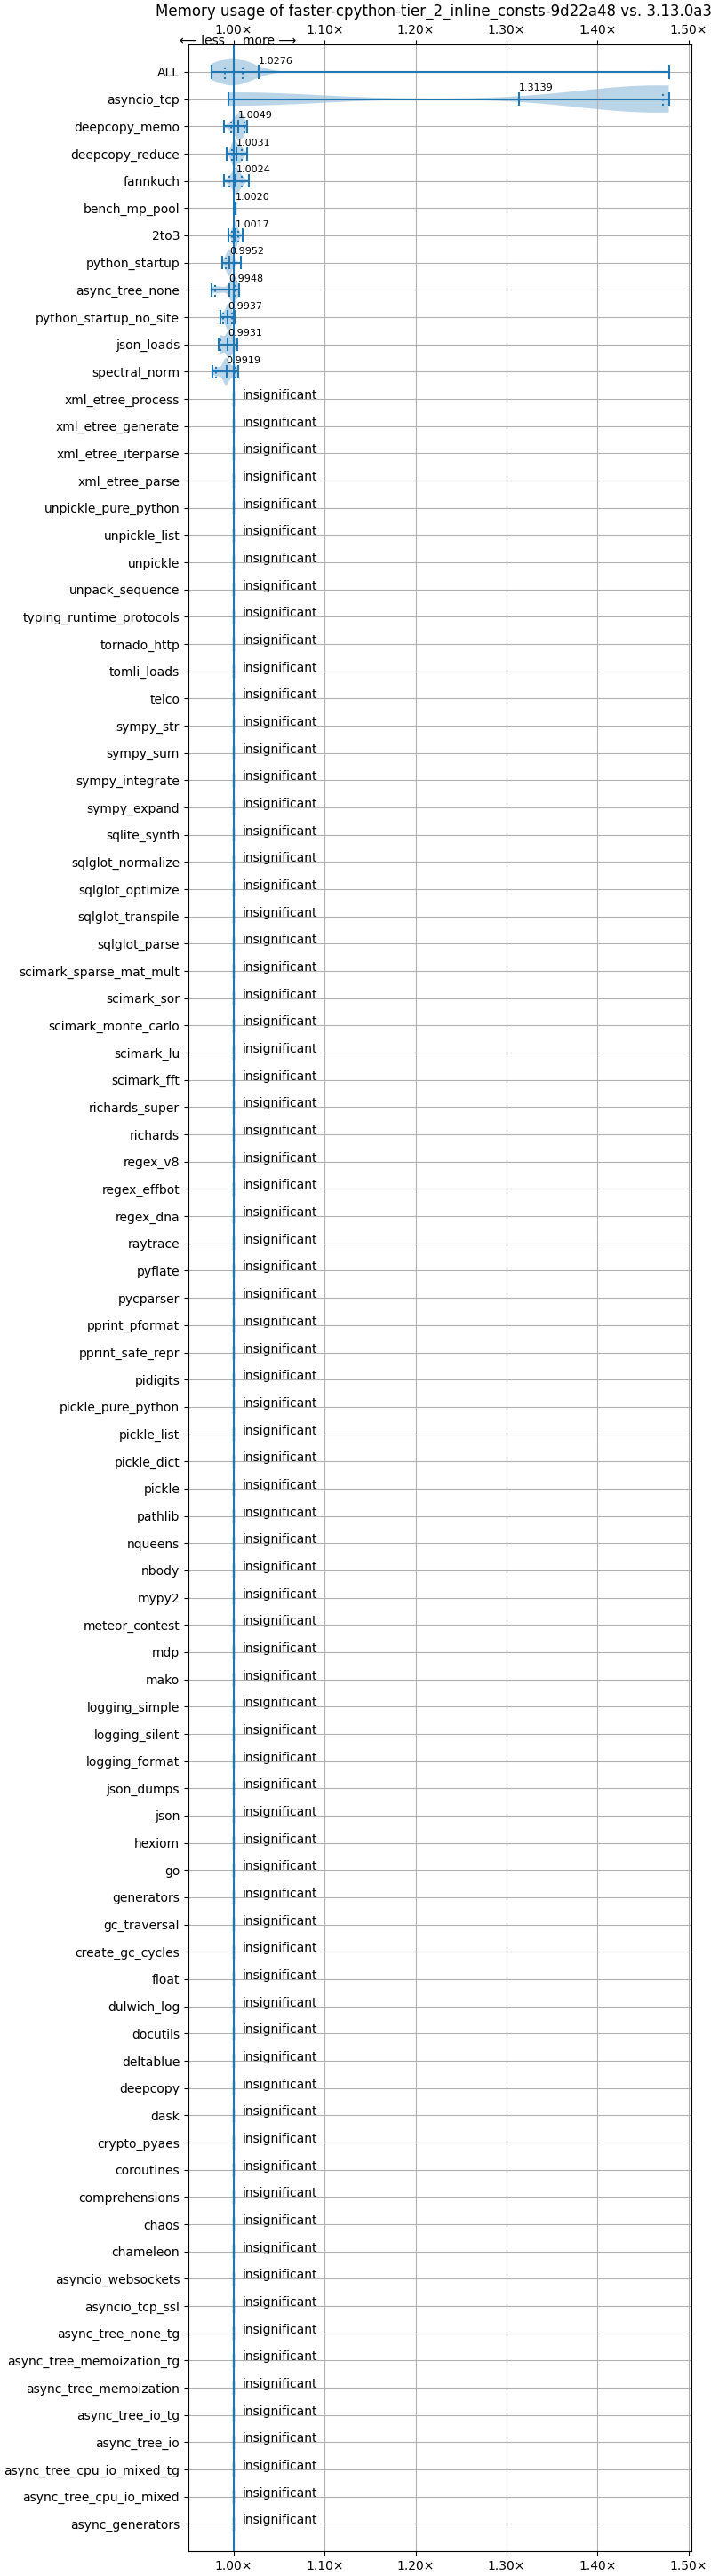 Memory usage of faster-cpython-tier_2_inline_consts-9d22a48 vs. 3.13.0a3
1.00× 1.10× 1.20× 1.30× 1.40× 1.50×
⟵ less more ⟶
ALL 1.0276
asyncio_tcp 1.3139
deepcopy_memo 1.0049
deepcopy_reduce 1.0031
fannkuch 1.0024
bench_mp_pool 1.0020
2to3 1.0017
python_startup 0.9952
async_tree_none 0.9948
python_startup_no_site 0.9937
json_loads 0.9931
spectral_norm 0.9919
xml_etree_process insignificant
xml_etree_generate insignificant
xml_etree_iterparse insignificant
xml_etree_parse insignificant
unpickle_pure_python insignificant
unpickle_list insignificant
unpickle insignificant
unpack_sequence insignificant
typing_runtime_protocols insignificant
tornado_http insignificant
tomli_loads insignificant
telco insignificant
sympy_str insignificant
sympy_sum insignificant
sympy_integrate insignificant
sympy_expand insignificant
sqlite_synth insignificant
sqlglot_normalize insignificant
sqlglot_optimize insignificant
sqlglot_transpile insignificant
sqlglot_parse insignificant
scimark_sparse_mat_mult insignificant
scimark_sor insignificant
scimark_monte_carlo insignificant
scimark_lu insignificant
scimark_fft insignificant
richards_super insignificant
richards insignificant
regex_v8 insignificant
regex_effbot insignificant
regex_dna insignificant
raytrace insignificant
pyflate insignificant
pycparser insignificant
pprint_pformat insignificant
pprint_safe_repr insignificant
pidigits insignificant
pickle_pure_python insignificant
pickle_list insignificant
pickle_dict insignificant
pickle insignificant
pathlib insignificant
nqueens insignificant
nbody insignificant
mypy2 insignificant
meteor_contest insignificant
mdp insignificant
mako insignificant
logging_simple insignificant
logging_silent insignificant
logging_format insignificant
json_dumps insignificant
json insignificant
hexiom insignificant
go insignificant
generators insignificant
gc_traversal insignificant
create_gc_cycles insignificant
float insignificant
dulwich_log insignificant
docutils insignificant
deltablue insignificant
deepcopy insignificant
dask insignificant
crypto_pyaes insignificant
coroutines insignificant
comprehensions insignificant
chaos insignificant
chameleon insignificant
asyncio_websockets insignificant
asyncio_tcp_ssl insignificant
async_tree_none_tg insignificant
async_tree_memoization_tg insignificant
async_tree_memoization insignificant
async_tree_io_tg insignificant
async_tree_io insignificant
async_tree_cpu_io_mixed_tg insignificant
async_tree_cpu_io_mixed insignificant
async_generators insignificant
1.00× 1.10× 1.20× 1.30× 1.40× 1.50×